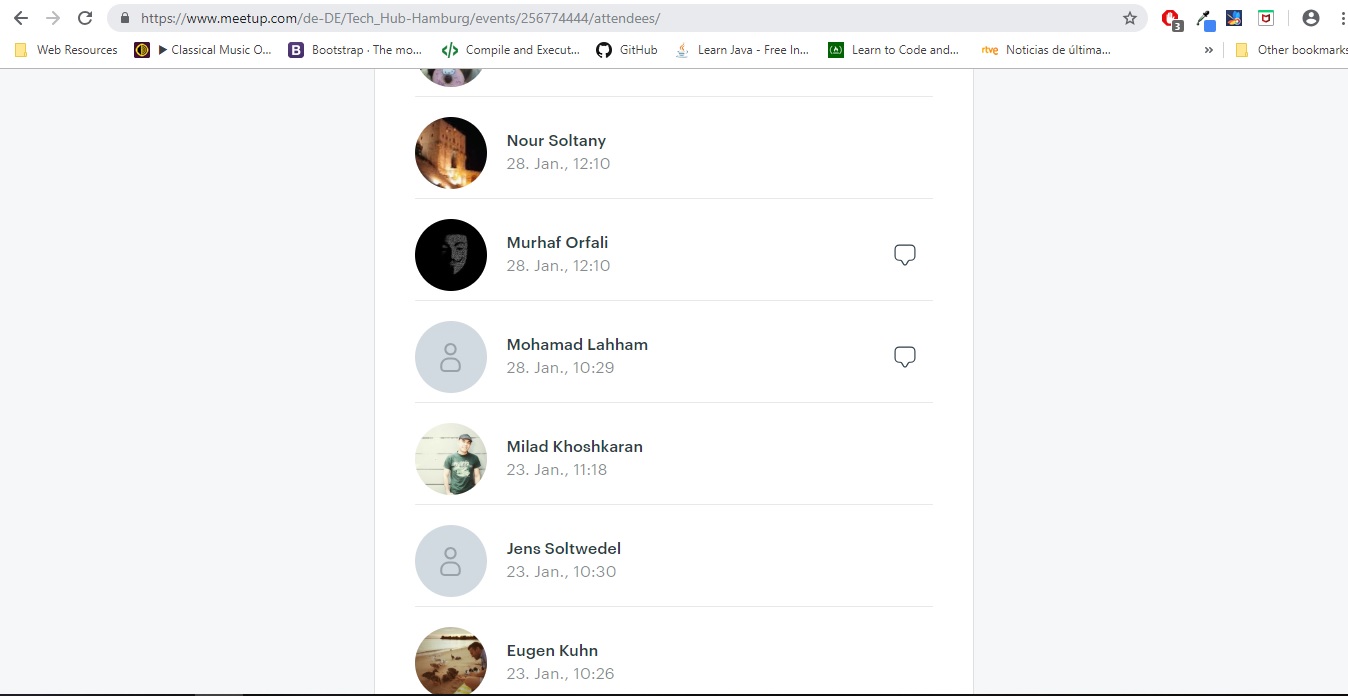 https://www.meetup.com/de-DE/Tech_Hub-Hamburg/events/256774444/attendees/
3
Web Resources ▶ Classical Music O... B Bootstrap · The mo... Compile and Execut... GitHub Learn Java - Free In... Learn to Code and... rtve Noticias de última... » Other bookmarks
Nour Soltany
28. Jan., 12:10
Murhaf Orfali
28. Jan., 12:10
Mohamad Lahham
28. Jan., 10:29
Milad Khoshkaran
23. Jan., 11:18
Jens Soltwedel
23. Jan., 10:30
Eugen Kuhn
23. Jan., 10:26